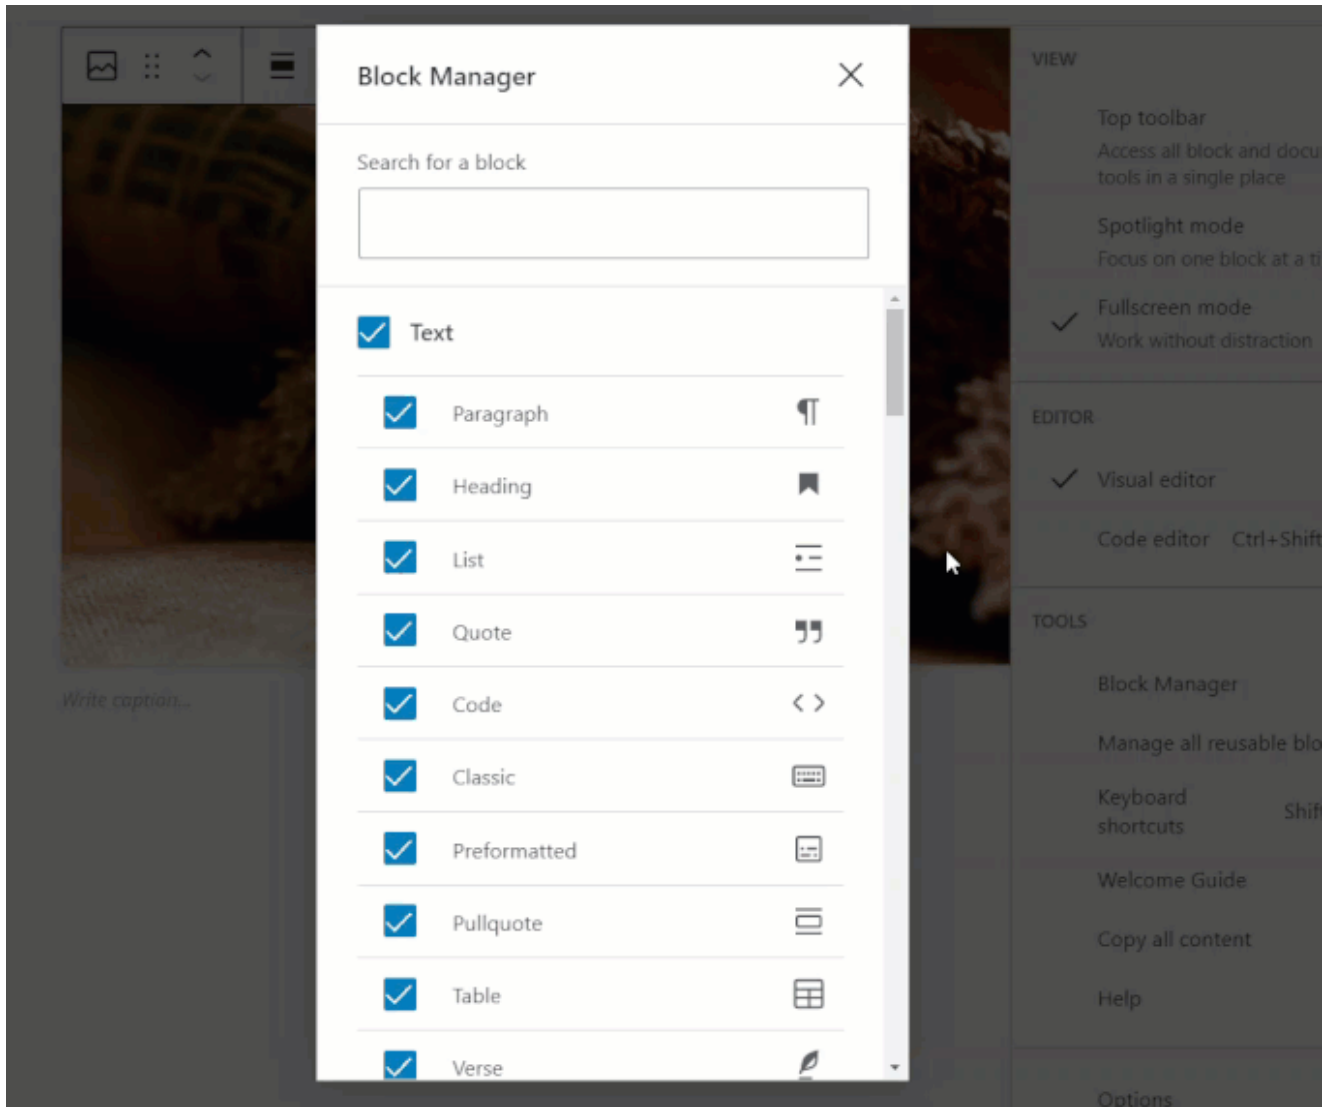 Block Manager
Search for a block
Text
Paragraph
Heading
List
Quote
Code
Classic
Preformatted
Pullquote
Table
Verse
Write caption...
VIEW
Top toolbar
Access all block and docu
tools in a single place
Spotlight mode
Focus on one block at a ti
Fullscreen mode
Work without distraction
EDITOR
Visual editor
Code editor Ctrl+Shift
TOOLS
Block Manager
Manage all reusable blo
Keyboard
shortcuts Shift
Welcome Guide
Copy all content
Help
Options